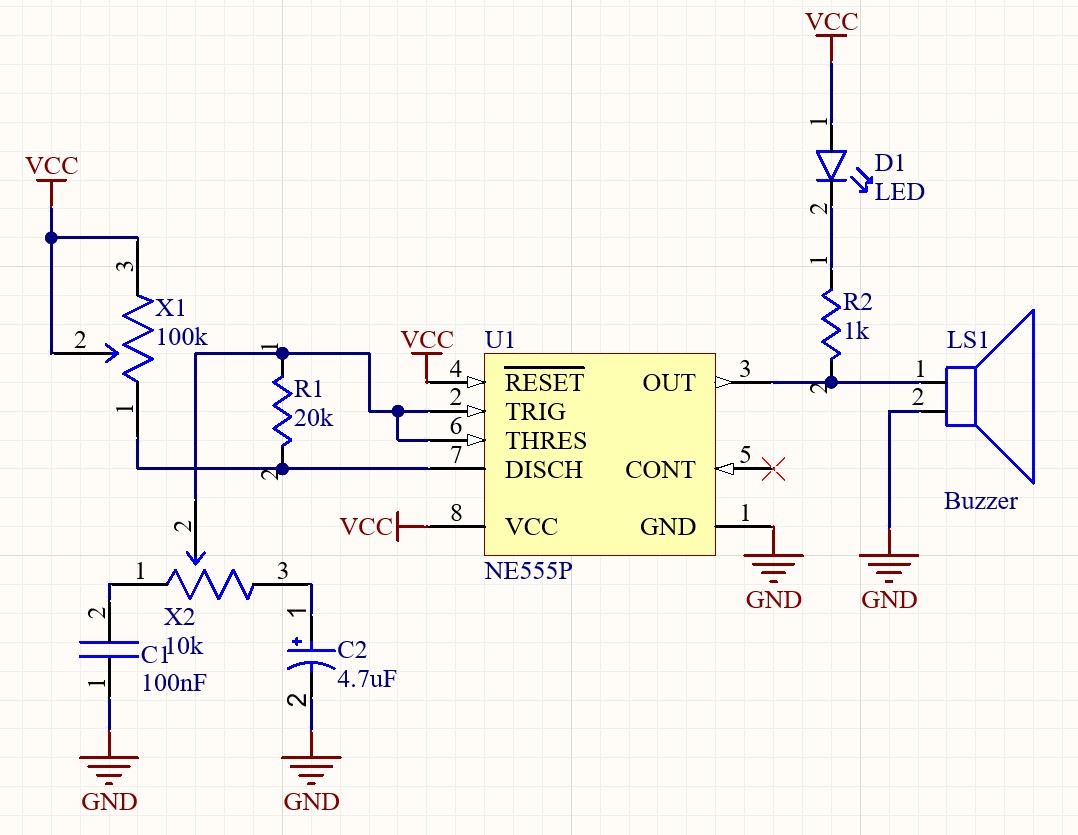 VCC
1
D1
LED
2
VCC
3
X1
100k
2
1
1
R2
1k
2
LS1
1
2
Buzzer
1
R1
20k
2
VCC
U1
4
RESET
OUT
3
2
TRIG
6
THRES
7
DISCH
CONT
5
VCC
8
VCC
GND
1
NE555P
GND
GND
2
1
3
X2
10k
2
C1
100nF
1
1
+
C2
4.7uF
2
GND
GND